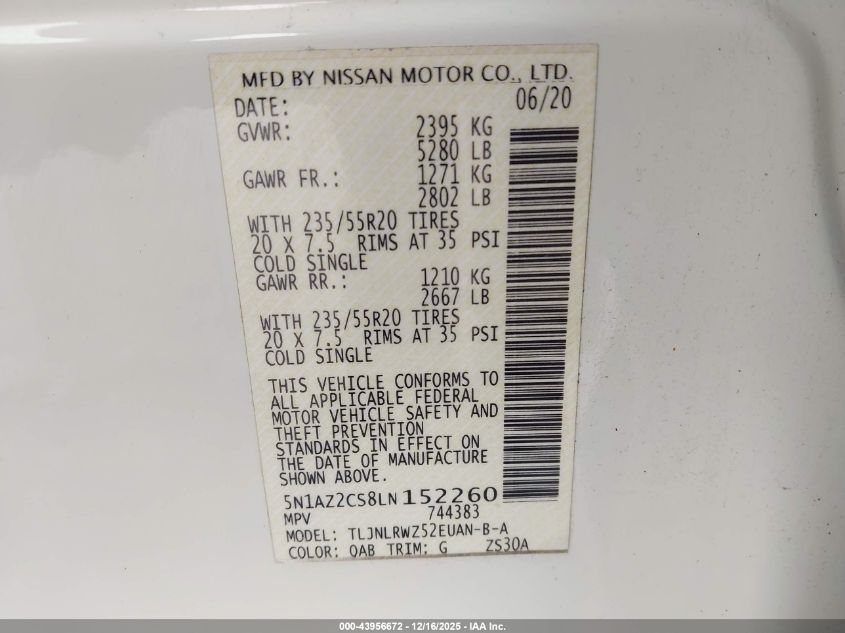 MFD BY NISSAN MOTOR CO., LTD.
DATE: 06/20
GVWR: 2395 KG
5280 LB
GAWR FR.: 1271 KG
2802 LB
WITH 235/55R20 TIRES
20 X 7.5 RIMS AT 35 PSI
COLD SINGLE
GAWR RR.: 1210 KG
2667 LB
WITH 235/55R20 TIRES
20 X 7.5 RIMS AT 35 PSI
COLD SINGLE
THIS VEHICLE CONFORMS TO
ALL APPLICABLE FEDERAL
MOTOR VEHICLE SAFETY AND
THEFT PREVENTION
STANDARDS IN EFFECT ON
THE DATE OF MANUFACTURE
SHOWN ABOVE.
5N1AZ2CS8LN152260
MPV 744383
MODEL: TLJNLRWZ52EUAN-B-A
COLOR: QAB TRIM: G ZS30A
000-43956672 - 12/16/2025 - IAA Inc.